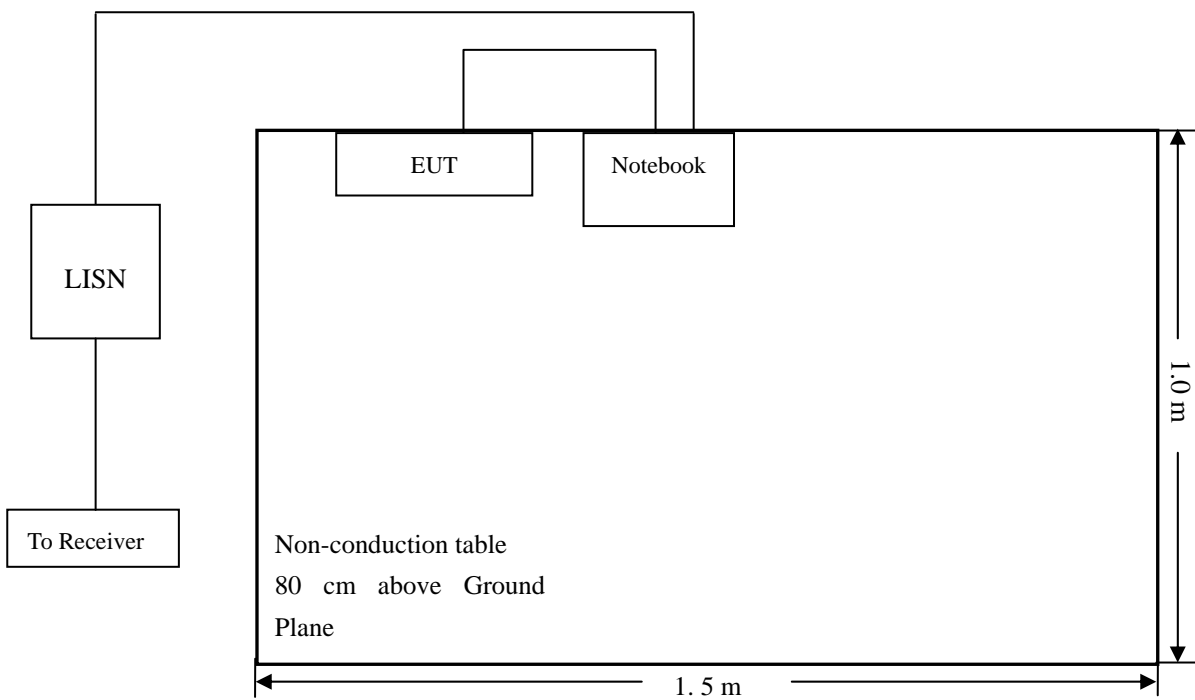 EUT
Notebook
LISN
1.0 m
To Receiver
Non-conduction table
80 cm above Ground
Plane
1. 5 m